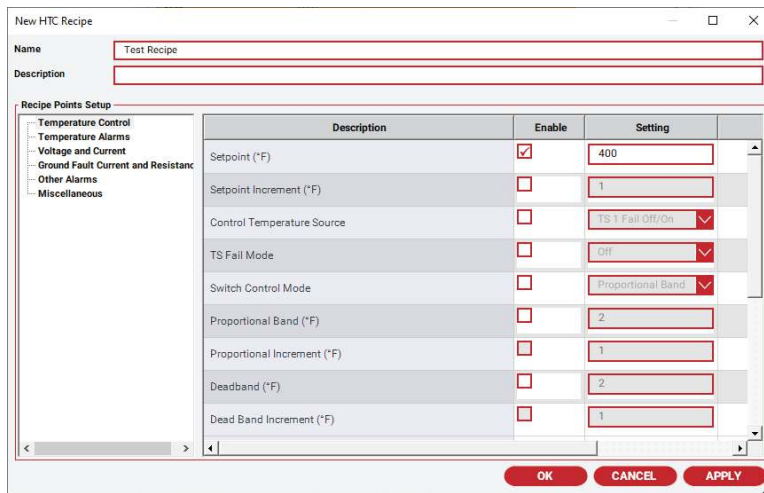 New HTC Recipe
Name Test Recipe
Description
Recipe Points Setup
Temperature Control
Temperature Alarms
Voltage and Current
Ground Fault Current and Resistanc
Other Alarms
Miscellaneous
Description Enable Setting
Setpoint (°F) 400
Setpoint Increment (°F) 1
Control Temperature Source TS 1 Fail Off/On
TS Fail Mode Off
Switch Control Mode Proportional Band
Proportional Band (°F) 2
Proportional Increment (°F) 1
Deadband (°F) 2
Dead Band Increment (°F) 1
OK CANCEL APPLY